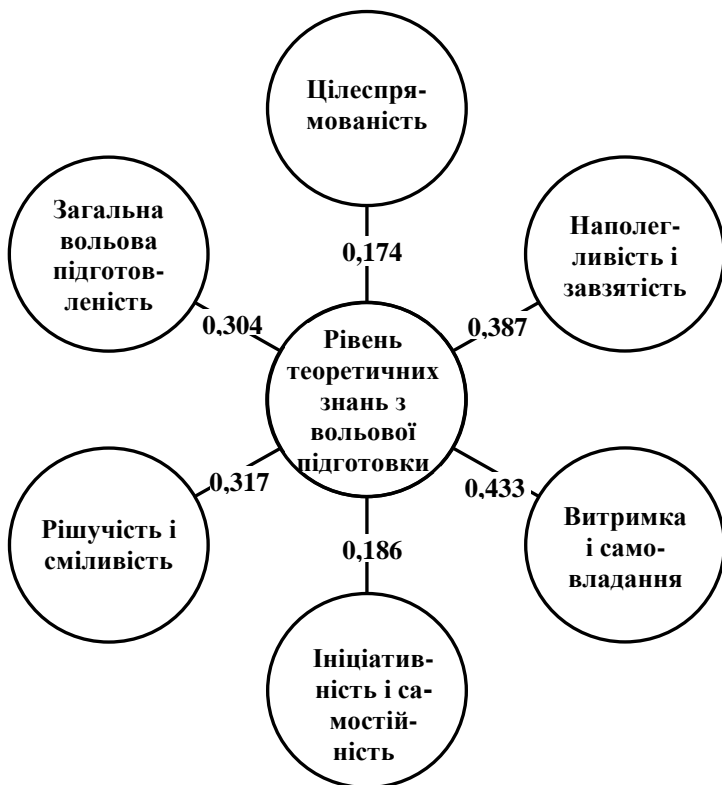 Цілеспря-
мованість
Загальна
вольова
підготов-
леність
Наполег-
ливість і
завзятість
0,174
0,304
0,387
Рівень
теоретичних
знань з
вольової
підготовки
0,317
0,433
Рішучість і
сміливість
Витримка
і само-
владання
0,186
Ініціатив-
ність і са-
мостій-
ність